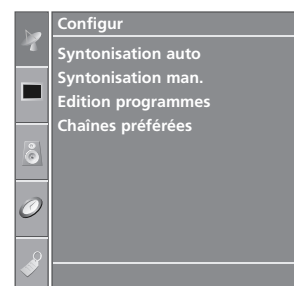 Configur
Syntonisation auto
Syntonisation man.
Edition programmes
Chaînes préférées